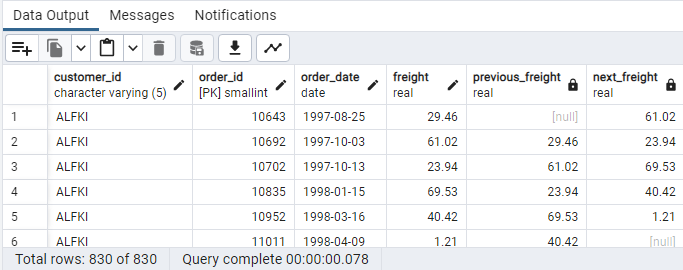 Data Output Messages Notifications
customer_id order_id order_date freight previous_freight next_freight
character varying (5) [PK] smallint date real real real
1 ALFKI 10643 1997-08-25 29.46 [null] 61.02
2 ALFKI 10692 1997-10-03 61.02 29.46 23.94
3 ALFKI 10702 1997-10-13 23.94 61.02 69.53
4 ALFKI 10835 1998-01-15 69.53 23.94 40.42
5 ALFKI 10952 1998-03-16 40.42 69.53 1.21
6 ALFKI 11011 1998-04-09 1.21 40.42 [null]
Total rows: 830 of 830 Query complete 00:00:00.078